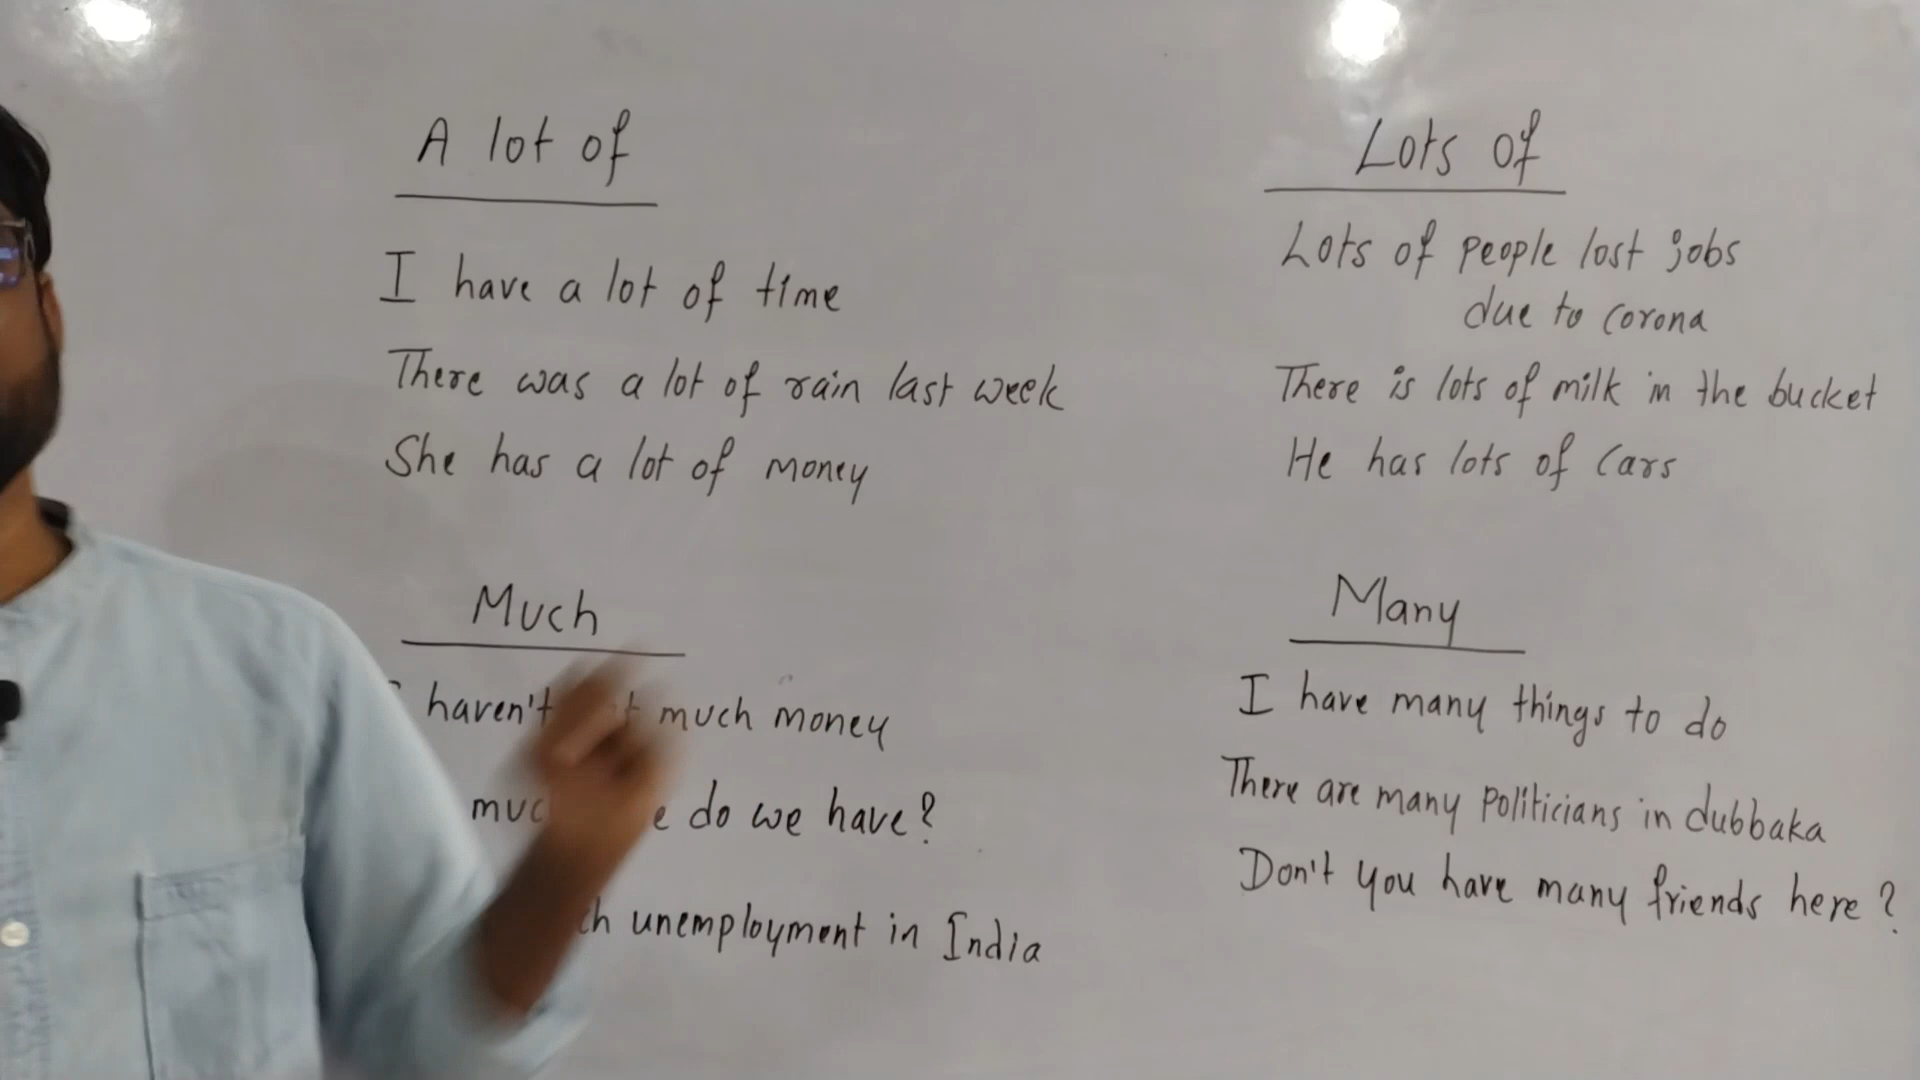 A lot of
I have a lot of time
There was a lot of rain last week
She has a lot of money
Lots of
Lots of people lost jobs
due to corona
There is lots of milk in the bucket
He has lots of cars
Much
haven't much money
do we have?
unemployment in India
Many
I have many things to do
There are many politicians in dubbaka
Don't you have many friends here?